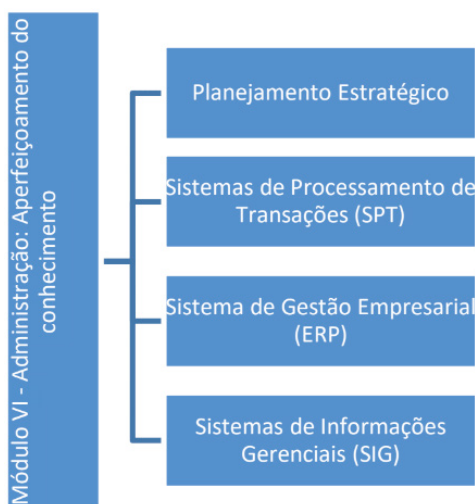 Módulo VI - Administração: Aperfeiçoamento do
conhecimento
Planejamento Estratégico
Sistemas de Processamento de
Transações (SPT)
Sistema de Gestão Empresarial
(ERP)
Sistemas de Informações
Gerenciais (SIG)